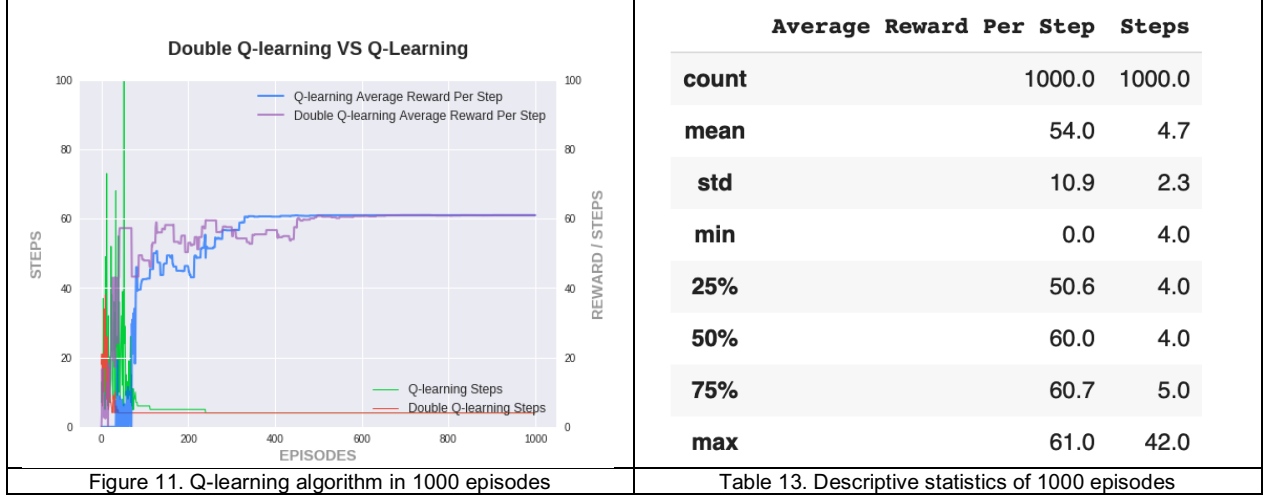 Double Q-learning VS Q-Learning
100
80
60
40
20
0
STEPS
Q-learning Average Reward Per Step
Double Q-learning Average Reward Per Step
Q-learning Steps
Double Q-learning Steps
100
80
60
40
20
0
REWARD / STEPS
0 200 400 600 800 1000
EPISODES
Figure 11. Q-learning algorithm in 1000 episodes
Average Reward Per Step Steps
count 1000.0 1000.0
mean 54.0 4.7
std 10.9 2.3
min 0.0 4.0
25% 50.6 4.0
50% 60.0 4.0
75% 60.7 5.0
max 61.0 42.0
Table 13. Descriptive statistics of 1000 episodes